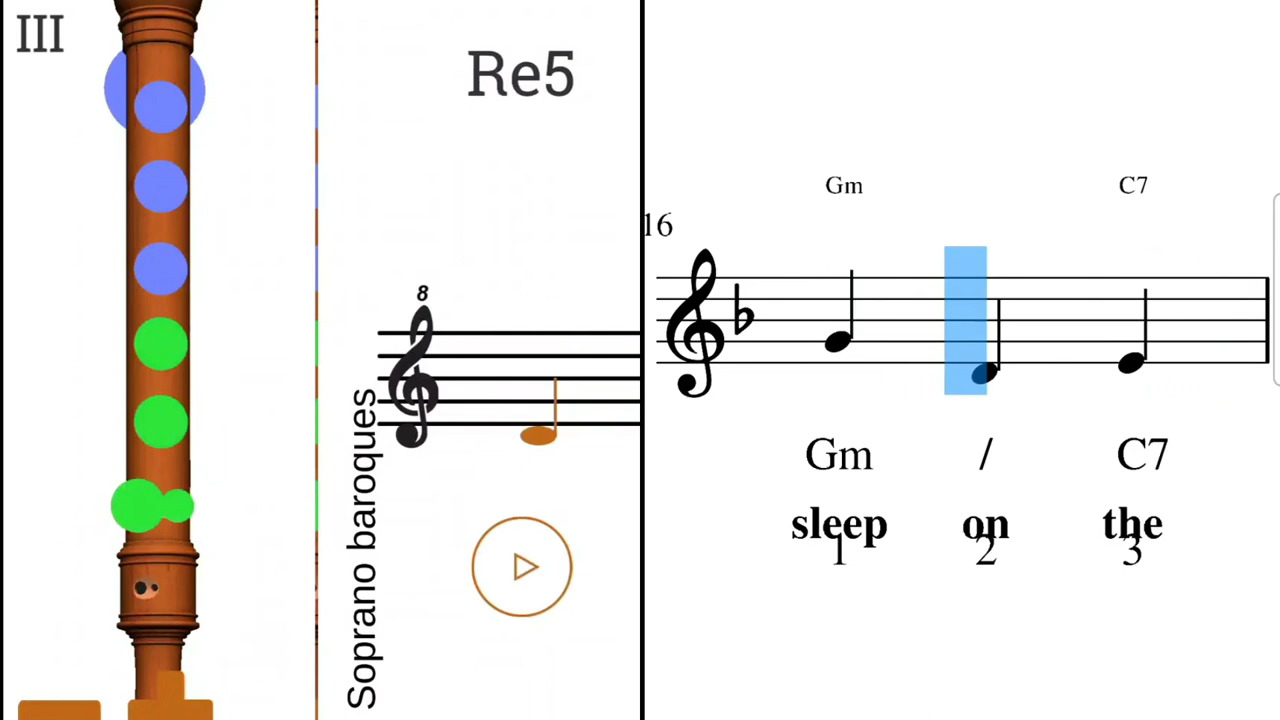 III
Re5
8
Soprano baroques
Gm C7
16
Gm / C7
sleep on the
1 2 3